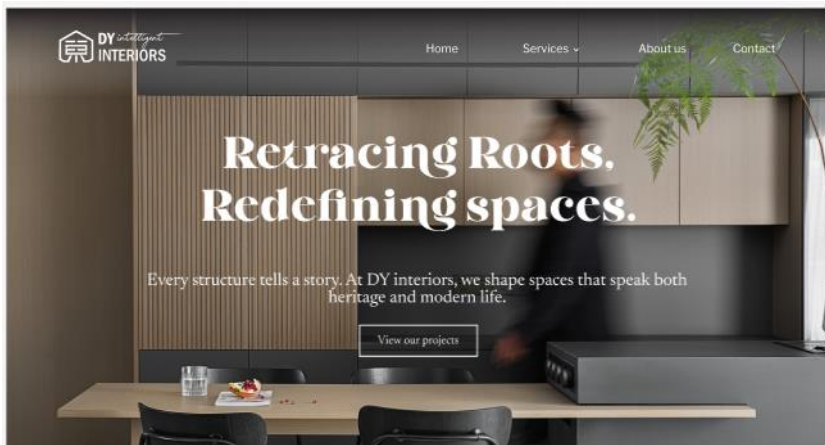 DY intelligent
INTERIORS
Home Services About us Contact
Retracing Roots,
Redefining spaces.
Every structure tells a story. At DY interiors, we shape spaces that speak both
heritage and modern life.
View our projects